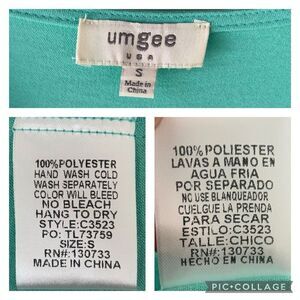 umgee
USA
S
Made in
China
100%POLYESTER
HAND WASH COLD
WASH SEPARATELY
COLOR WILL BLEED
NO BLEACH
HANG TO DRY
STYLE:C3523
PO: TL73759
SIZE:S
RN#:130733
MADE IN CHINA
100%POLIESTER
LAVAS A MANO EN
AGUA FRIA
POR SEPARADO
NO USE BLANQUEADOR
CUELGUE LA PRENDA
PARA SECAR
ESTILO:C3523
TALLE:CHICO
RN#:130733
HECHO EN CHINA
PIC•COLLAGE